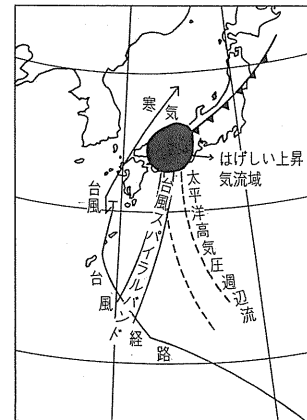 寒気
はげしい上昇
気流域
台風
台風スパイラルバンド
太平洋高気圧週辺流
台風経路